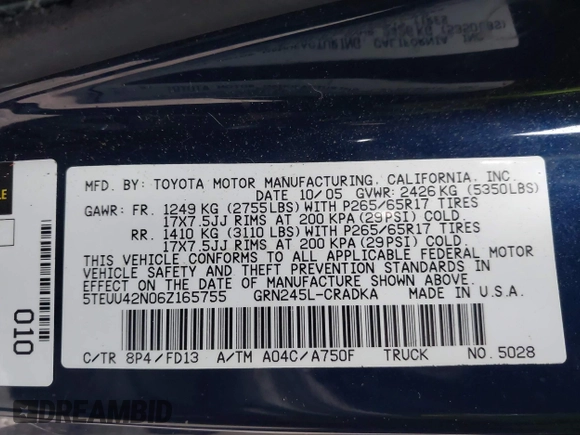 MFD. BY: TOYOTA MOTOR MANUFACTURING, CALIFORNIA, INC.
DATE 10/05 GVWR: 2426 KG (5350LBS)
GAWR: FR. 1249 KG (2755 LBS) WITH P265/65R17 TIRES
17X7.5JJ RIMS AT 200 KPA (29PSI) COLD.
RR. 1410 KG (3110 LBS) WITH P265/65R17 TIRES
17X7.5JJ RIMS AT 200 KPA (29PSI) COLD.
THIS VEHICLE CONFORMS TO ALL APPLICABLE FEDERAL MOTOR
VEHICLE SAFETY AND THEFT PREVENTION STANDARDS IN
EFFECT ON THE DATE OF MANUFACTURE SHOWN ABOVE.
5TEUU42N06Z165755 GRN245L-CRADKA MADE IN U.S.A.
C/TR 8P4/FD13 A/TM A04C/A750F TRUCK NO. 5028
010
DREAMBID